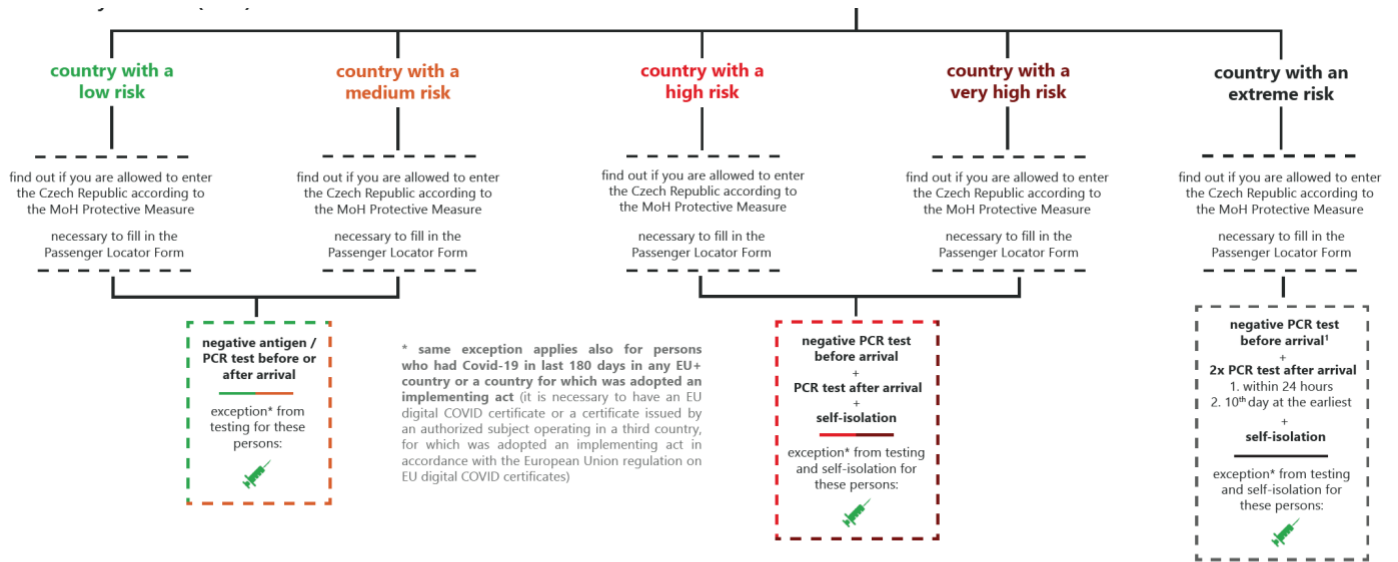 country with a
low risk
country with a
medium risk
country with a
high risk
country with a
very high risk
country with an
extreme risk
find out if you are allowed to enter
the Czech Republic according to
the MoH Protective Measure
necessary to fill in the
Passenger Locator Form
find out if you are allowed to enter
the Czech Republic according to
the MoH Protective Measure
necessary to fill in the
Passenger Locator Form
find out if you are allowed to enter
the Czech Republic according to
the MoH Protective Measure
necessary to fill in the
Passenger Locator Form
find out if you are allowed to enter
the Czech Republic according to
the MoH Protective Measure
necessary to fill in the
Passenger Locator Form
find out if you are allowed to enter
the Czech Republic according to
the MoH Protective Measure
necessary to fill in the
Passenger Locator Form
negative antigen /
PCR test before or
after arrival
exception* from
testing for these
persons:
* same exception applies also for persons
who had Covid-19 in last 180 days in any EU+
country or a country for which was adopted an
implementing act (it is necessary to have an EU
digital COVID certificate or a certificate issued by
an authorized subject operating in a third country,
for which was adopted an implementing act in
accordance with the European Union regulation on
EU digital COVID certificates)
negative PCR test
before arrival
+
PCR test after arrival
+
self-isolation
exception* from testing
and self-isolation for
these persons:
negative PCR test
before arrival¹
+
2x PCR test after arrival
1. within 24 hours
2. 10th day at the earliest
+
self-isolation
exception* from testing
and self-isolation for
these persons: